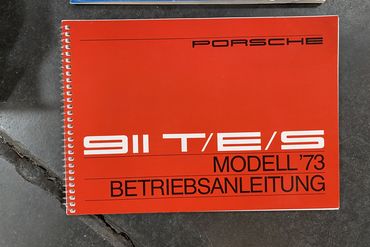 PORSCHE
911 T/E/S
MODELL '73
BETRIEBSANLEITUNG